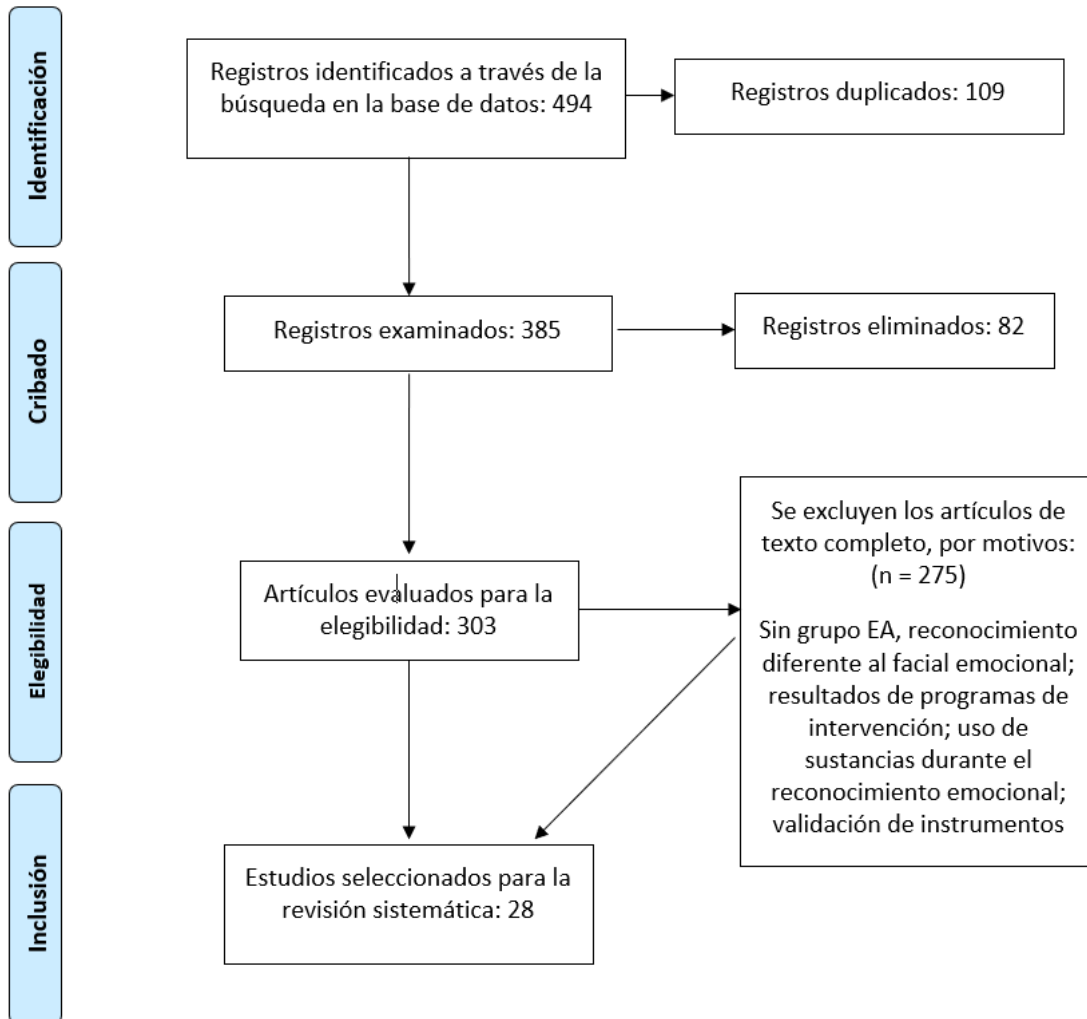 Identificación
Registros identificados a través de la
búsqueda en la base de datos: 494
Registros duplicados: 109
Cribado
Registros examinados: 385
Registros eliminados: 82
Elegibilidad
Artículos evaluados para la
elegibilidad: 303
Se excluyen los artículos de
texto completo, por motivos:
(n = 275)
Sin grupo EA, reconocimiento
diferente al facial emocional;
resultados de programas de
intervención; uso de
sustancias durante el
reconocimiento emocional;
validación de instrumentos
Inclusión
Estudios seleccionados para la
revisión sistemática: 28